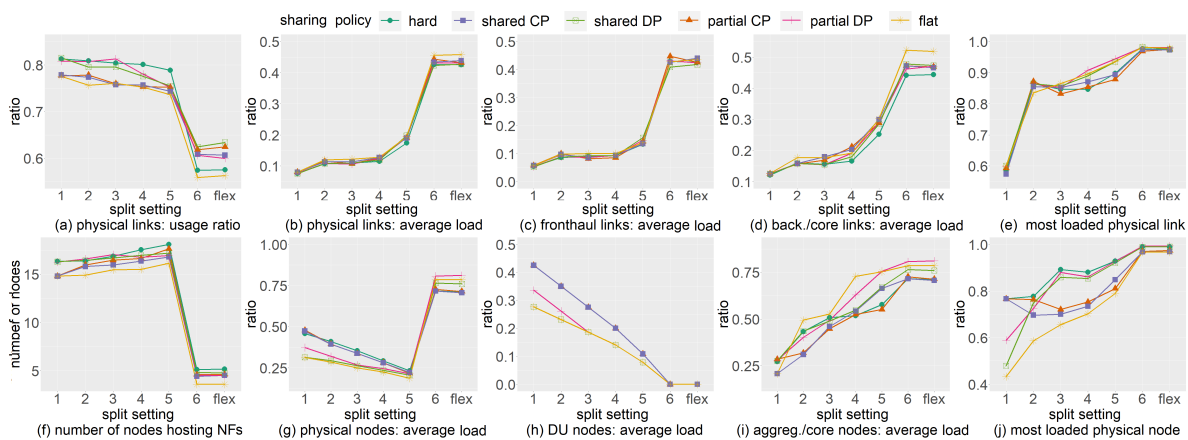 sharing policy hard shared CP shared DP partial CP partial DP flat
0.8
0.7
0.6
ratio
1 2 3 4 5 6 flex
split setting
(a) physical links: usage ratio
0.5
0.4
0.3
0.2
0.1
ratio
1 2 3 4 5 6 flex
split setting
(b) physical links: average load
0.5
0.4
0.3
0.2
0.1
0.0
ratio
1 2 3 4 5 6 flex
split setting
(c) fronthaul links: average load
0.5
0.4
0.3
0.2
0.1
ratio
1 2 3 4 5 6 flex
split setting
(d) back./core links: average load
1.0
0.9
0.8
0.7
0.6
ratio
1 2 3 4 5 6 flex
split setting
(e) most loaded physical link
15
10
5
number of nodes
1 2 3 4 5 6 flex
split setting
(f) number of nodes hosting NFs
1.00
0.75
0.50
0.25
ratio
1 2 3 4 5 6 flex
split setting
(g) physical nodes: average load
0.5
0.4
0.3
0.2
0.1
0.0
ratio
1 2 3 4 5 6 flex
split setting
(h) DU nodes: average load
0.75
0.50
0.25
ratio
1 2 3 4 5 6 flex
split setting
(i) aggreg./core nodes: average load
1.0
0.8
0.6
0.4
ratio
1 2 3 4 5 6 flex
split setting
(j) most loaded physical node